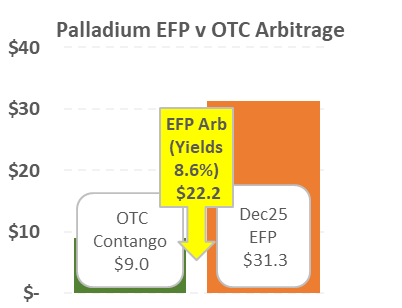 Palladium EFP v OTC Arbitrage
$40
$30
$20
$10
$-
EFP Arb
(Yields
8.6%)
$22.2
OTC
Contango
$9.0
Dec25
EFP
$31.3